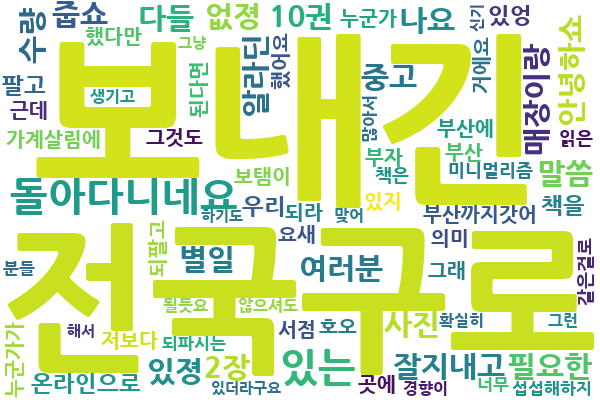 줍쇼 다들 없졍 10권 누군가 나요 신기 있엉
수량 했다만 그냥 된다면 알라딘 했어요 중고 거에요 매장이랑 안녕하쇼
보내긴
팔고 생기고 많아서
근데 부산에 읽은
가계살림에 그것도 부자 부산 미니멀리즘 말씀
돌아다니네요 보탬이 책은
하기도 우리 되라 맞어 있지 부산까지갓어 책을
전국구로
되팔고 별일 요새 여러분 의미 그래 같은걸로
분들 될듯요 않으셔도
누군가가 해서 저보다 되파시는 서점 호오 사진 확실히 그런
온라인으로 있졍 2장 있는 잘지내고 필요한
있더라구요 곳에 경향이 너무 섭섭해하지